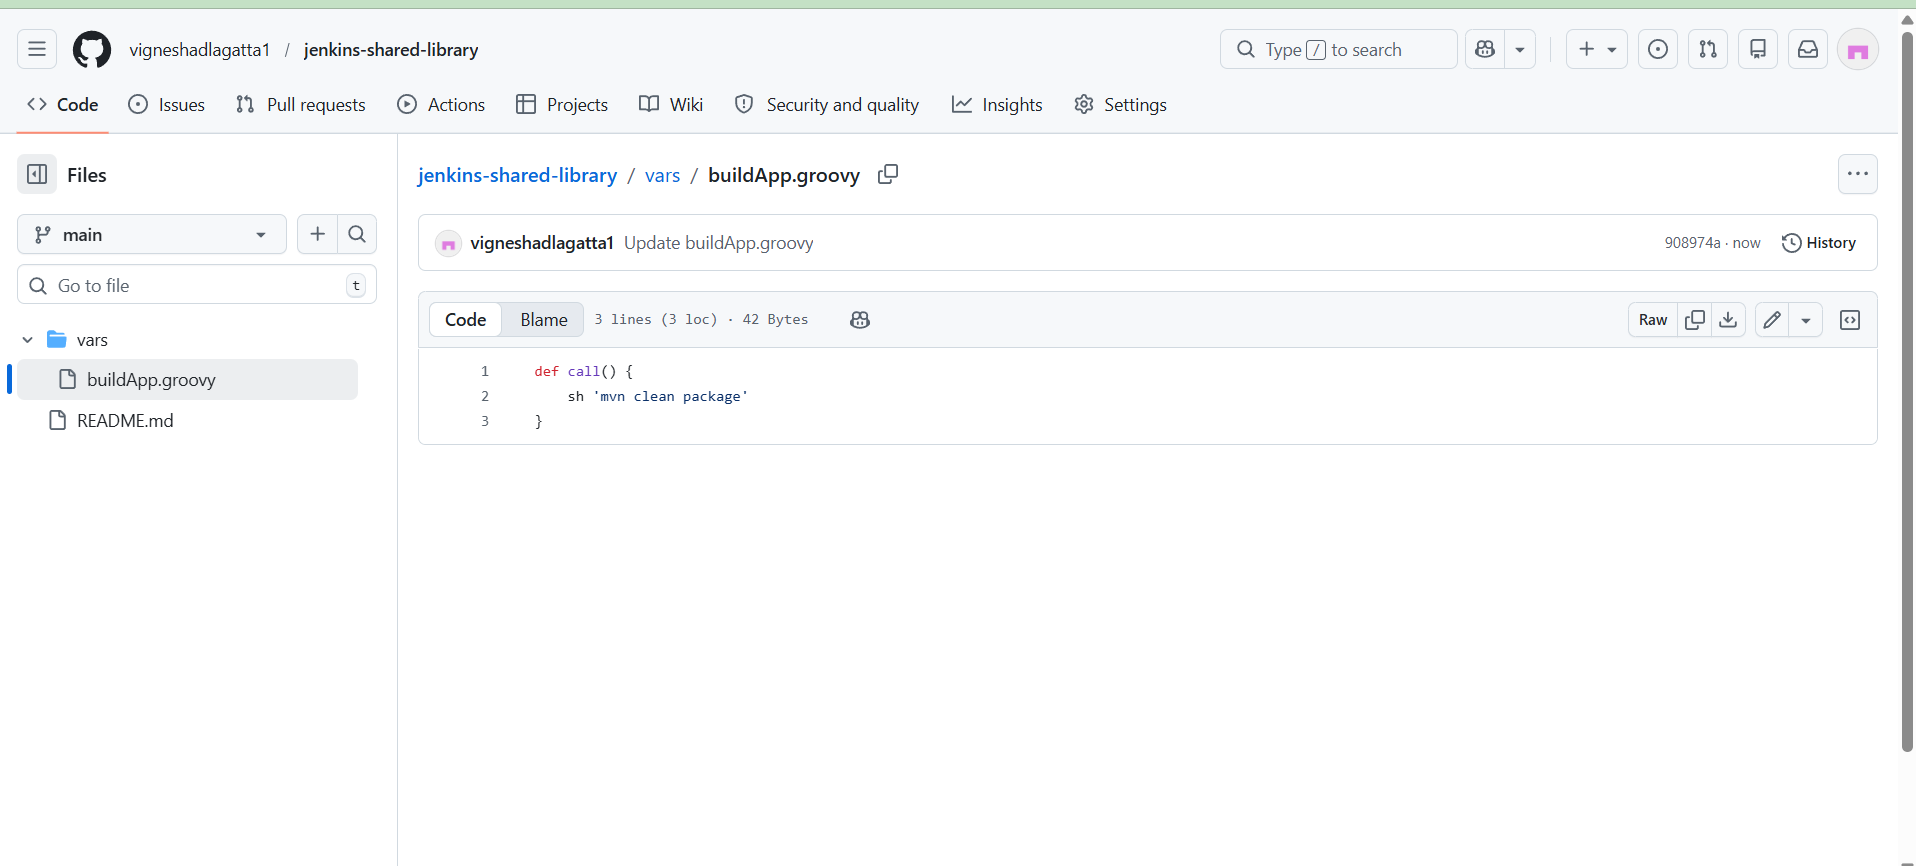 vigneshadlagatta1 / jenkins-shared-library
Type / to search
Code Issues Pull requests Actions Projects Wiki Security and quality Insights Settings
Files
main
Go to file t
vars
buildApp.groovy
README.md
jenkins-shared-library / vars / buildApp.groovy
vigneshadlagatta1 Update buildApp.groovy 908974a · now History
Code Blame 3 lines (3 loc) · 42 Bytes Raw
1 def call() {
2 sh 'mvn clean package'
3 }